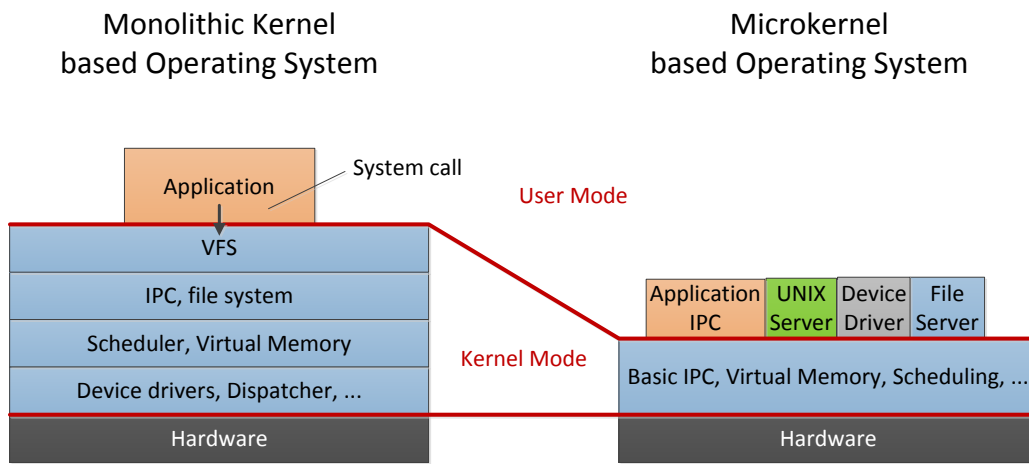 Monolithic Kernel
based Operating System
Microkernel
based Operating System
Application
System call
User Mode
VFS
IPC, file system
Scheduler, Virtual Memory
Device drivers, Dispatcher, ...
Hardware
Kernel Mode
Application
IPC
UNIX
Server
Device
Driver
File
Server
Basic IPC, Virtual Memory, Scheduling, ...
Hardware